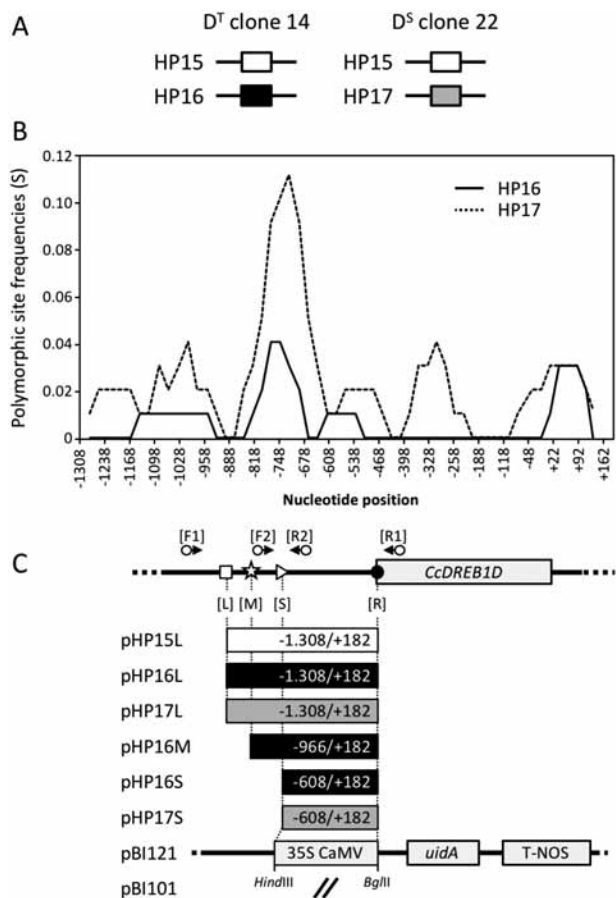 A
D^T clone 14
D^S clone 22
HP15
HP15
HP16
HP17
B
Polymorphic site frequencies (S)
0.12
0.10
0.08
0.06
0.04
0.02
0
HP16
HP17
-1308
-1238
-1168
-1098
-1028
-958
-888
-818
-748
-678
-608
-538
-468
-398
-328
-258
-188
-118
-48
+22
+92
+162
Nucleotide position
C
[F1] [F2] [R2] [R1]
CcDREB1D
[L] [M] [S] [R]
pHP15L -1.308/+182
pHP16L -1.308/+182
pHP17L -1.308/+182
pHP16M -966/+182
pHP16S -608/+182
pHP17S -608/+182
pBI121 35S CaMV uidA T-NOS
HindIII BglII
pBI101